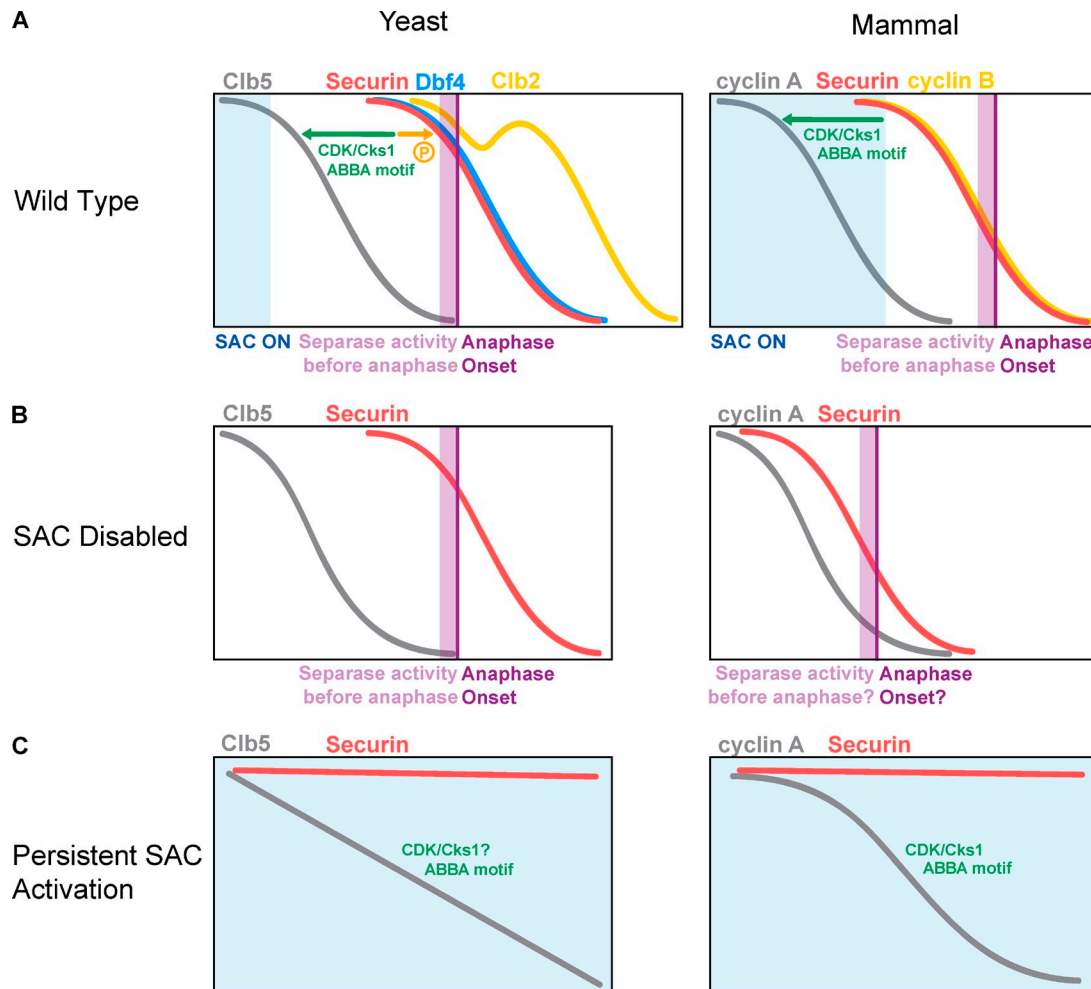 A
Yeast
Mammal
Wild Type
Clb5 Securin Dbf4 Clb2
CDK/Cks1
ABBA motif
P
SAC ON
Separase activity
before anaphase
Anaphase
Onset
cyclin A Securin cyclin B
CDK/Cks1
ABBA motif
SAC ON
Separase activity
before anaphase
Anaphase
Onset
B
SAC Disabled
Clb5 Securin
Separase activity
before anaphase
Anaphase
Onset
cyclin A Securin
Separase activity
before anaphase?
Anaphase
Onset?
C
Persistent SAC
Activation
Clb5 Securin
CDK/Cks1?
ABBA motif
cyclin A Securin
CDK/Cks1
ABBA motif